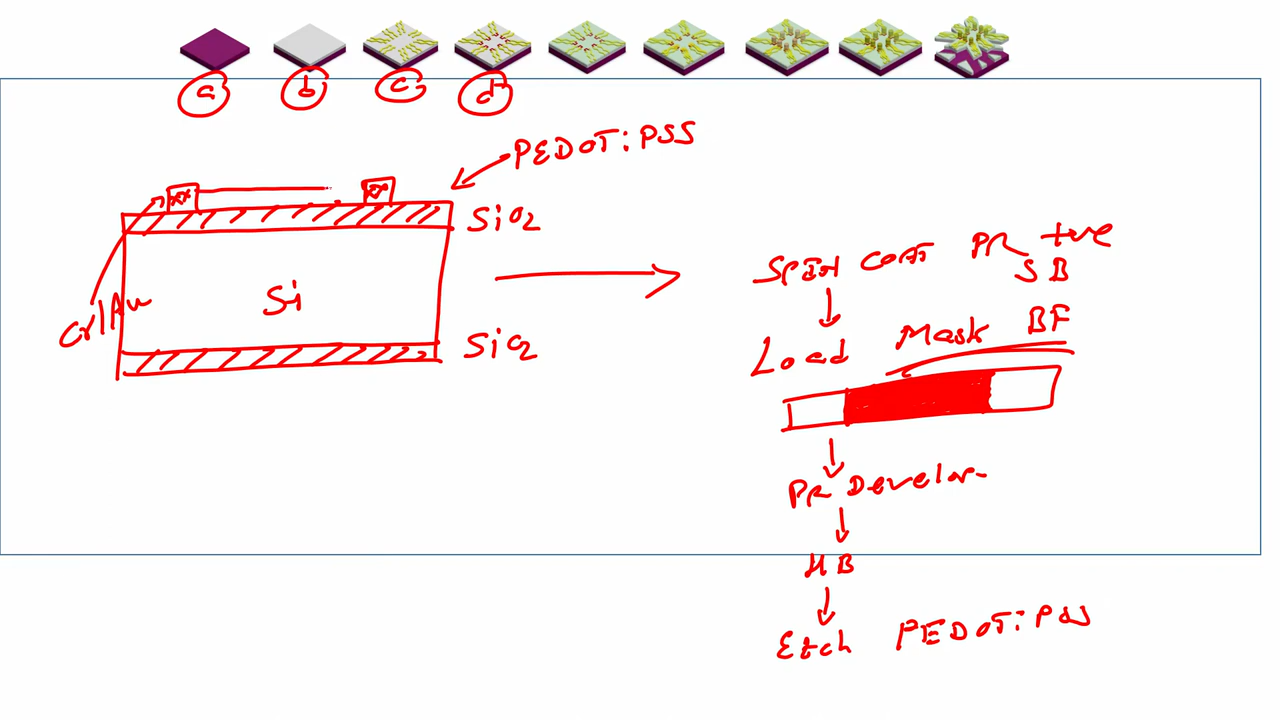 a b c d
PEDOT:PSS
SiO2
Cr/Au
Si
SiO2
SPIN COAT PR +ve
SB
Load Mask BF
PR Develop
HB
Etch PEDOT:PSS